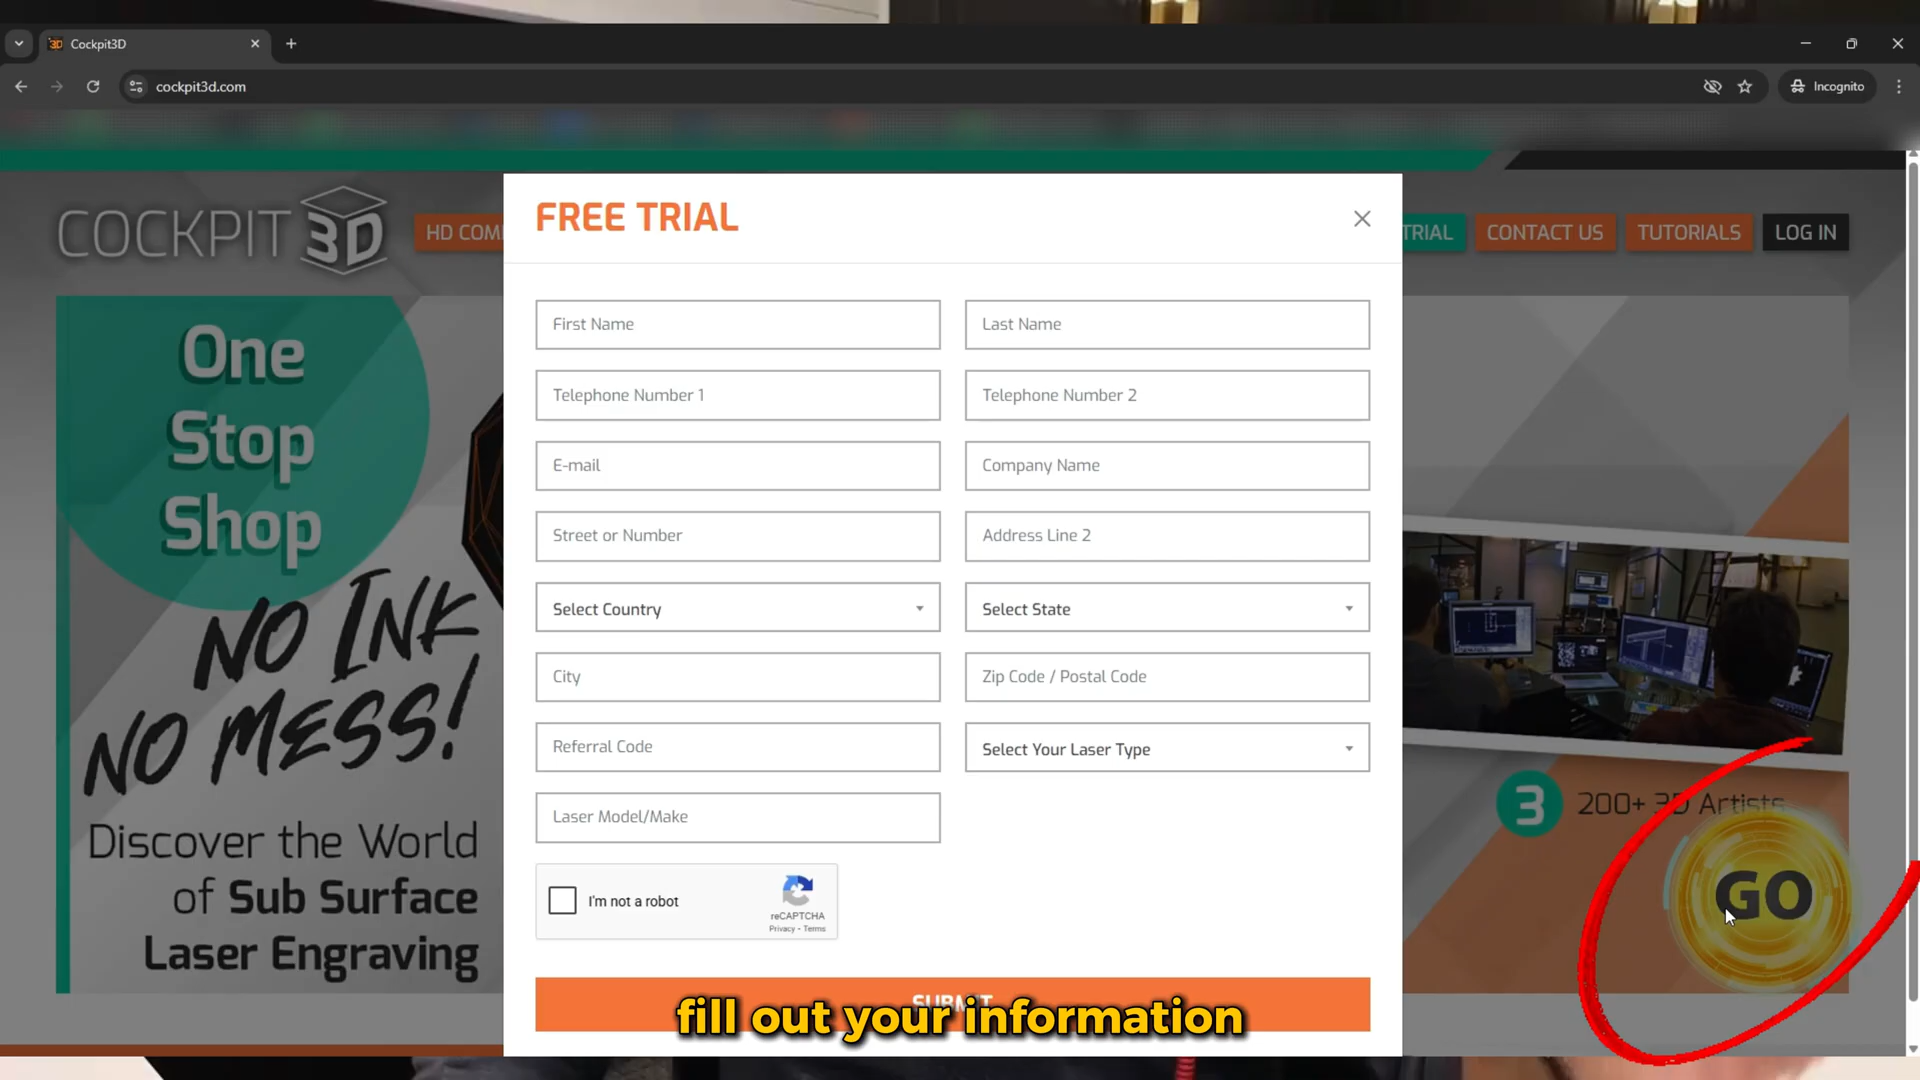 3D Cockpit3D
cockpit3d.com
Incognito
COCKPIT 3D
HD COM
TRIAL
CONTACT US
TUTORIALS
LOG IN
FREE TRIAL
First Name
Last Name
Telephone Number 1
Telephone Number 2
E-mail
Company Name
Street or Number
Address Line 2
Select Country
Select State
City
Zip Code / Postal Code
Referral Code
Select Your Laser Type
Laser Model/Make
I'm not a robot
reCAPTCHA
Privacy - Terms
SUBMIT
fill out your information
One
Stop
Shop
NO INK
NO MESS!
Discover the World
of Sub Surface
Laser Engraving
3 200+ 3D Artists
GO